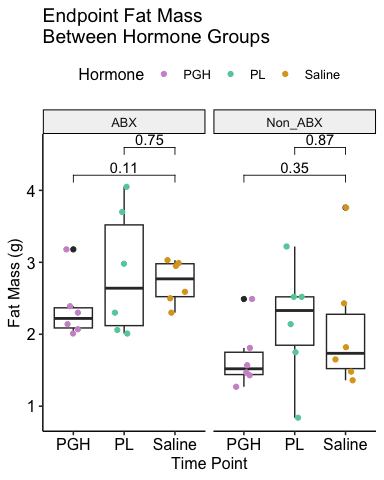 Endpoint Fat Mass
Between Hormone Groups
Hormone PGH PL Saline
ABX Non_ABX
0.75 0.87
0.11 0.35
Fat Mass (g)
4
3
2
1
PGH PL Saline PGH PL Saline
Time Point